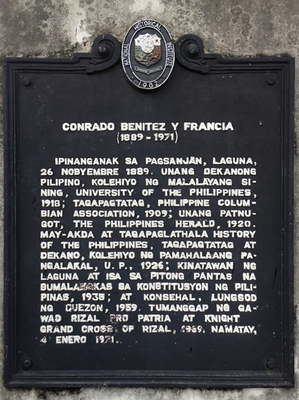 NATIONAL HISTORICAL INSTITUTE
1982
CONRADO BENITEZ Y FRANCIA
(1889-1971)
IPINANGANAK SA PAGSANJAN, LAGUNA,
26 NOBYEMBRE 1889. UNANG DEKANONG
PILIPINO, KOLEHIYO NG MALALAYANG SI-
NING, UNIVERSITY OF THE PHILIPPINES,
1918; TAGAPAGTATAG, PHILIPPINE COLUM-
BIAN ASSOCIATION, 1909; UNANG PATNU-
GOT, THE PHILIPPINES HERALD, 1920.
MAY-AKDA AT TAGAPAGLATHALA HISTORY
OF THE PHILIPPINES, TAGAPAGTATAG AT
DEKANO, KOLEHIYO NG PAMAHALAANG PA-
NGALAKAL, U. P., 1926; KINATAWAN NG
LAGUNA AT ISA SA PITONG PANTAS NA
BUMALANGKAS SA KONSTITUSYON NG PILI-
PINAS, 1935; AT KONSEHAL, LUNGSOD
NG QUEZON, 1959. TUMANGGAP NG GA-
WAD RIZAL PRO PATRIA AT KNIGHT
GRAND CROSS OF RIZAL, 1969. NAMATAY,
4 ENERO 1971.